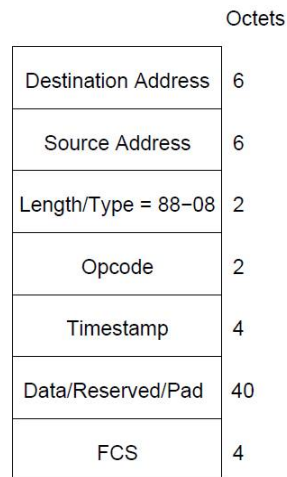 Octets
Destination Address 6
Source Address 6
Length/Type = 88−08 2
Opcode 2
Timestamp 4
Data/Reserved/Pad 40
FCS 4